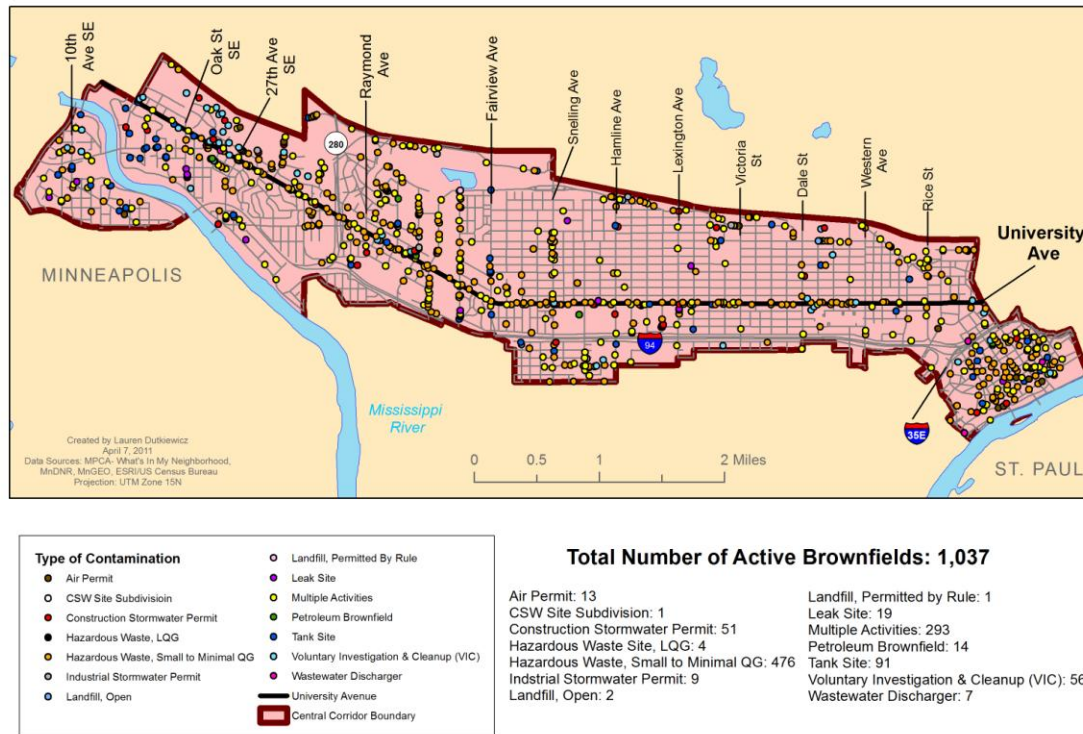 10th
Ave SE
Oak St
SE
27th Ave
SE
Raymond
Ave
Fairview Ave
Snelling Ave
Hamline Ave
Lexington Ave
Victoria
St
Dale St
Western
Ave
Rice St
280
University
Ave
MINNEAPOLIS
94
Mississippi
River
35E
ST. PAUL
Created by Lauren Dutkiewicz
April 7, 2011
Data Sources: MPCA- What's In My Neighborhood,
MnDNR, MnGEO, ESRI/US Census Bureau
Projection: UTM Zone 15N
0 0.5 1 2 Miles
Type of Contamination
Air Permit
CSW Site Subdivisioin
Construction Stormwater Permit
Hazardous Waste, LQG
Hazardous Waste, Small to Minimal QG
Industrial Stormwater Permit
Landfill, Open
Landfill, Permitted By Rule
Leak Site
Multiple Activities
Petroleum Brownfield
Tank Site
Voluntary Investigation & Cleanup (VIC)
Wastewater Discharger
University Avenue
Central Corridor Boundary
Total Number of Active Brownfields: 1,037
Air Permit: 13
CSW Site Subdivision: 1
Construction Stormwater Permit: 51
Hazardous Waste Site, LQG: 4
Hazardous Waste, Small to Minimal QG: 476
Indstrial Stormwater Permit: 9
Landfill, Open: 2
Landfill, Permitted by Rule: 1
Leak Site: 19
Multiple Activities: 293
Petroleum Brownfield: 14
Tank Site: 91
Voluntary Investigation & Cleanup (VIC): 56
Wastewater Discharger: 7